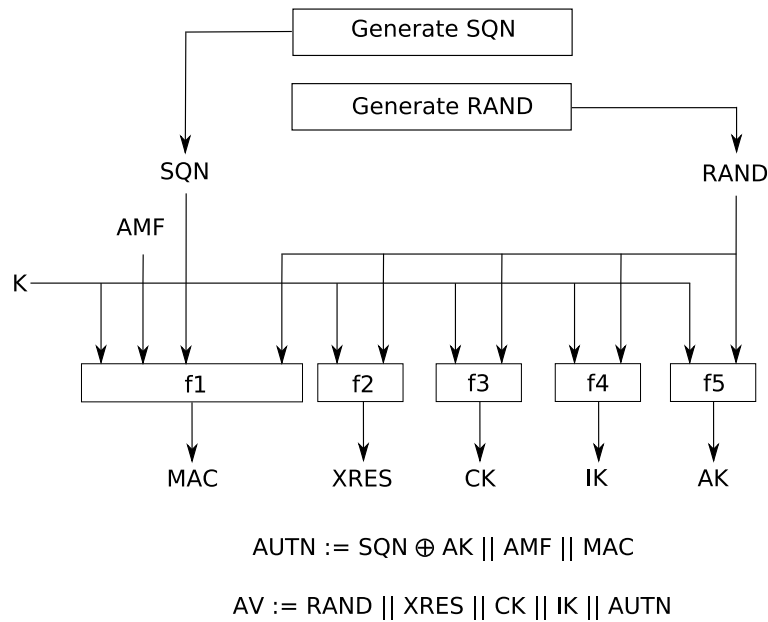 Generate SQN
Generate RAND
SQN
RAND
AMF
K
f1
f2
f3
f4
f5
MAC
XRES
CK
IK
AK
AUTN := SQN ⊕ AK || AMF || MAC
AV := RAND || XRES || CK || IK || AUTN